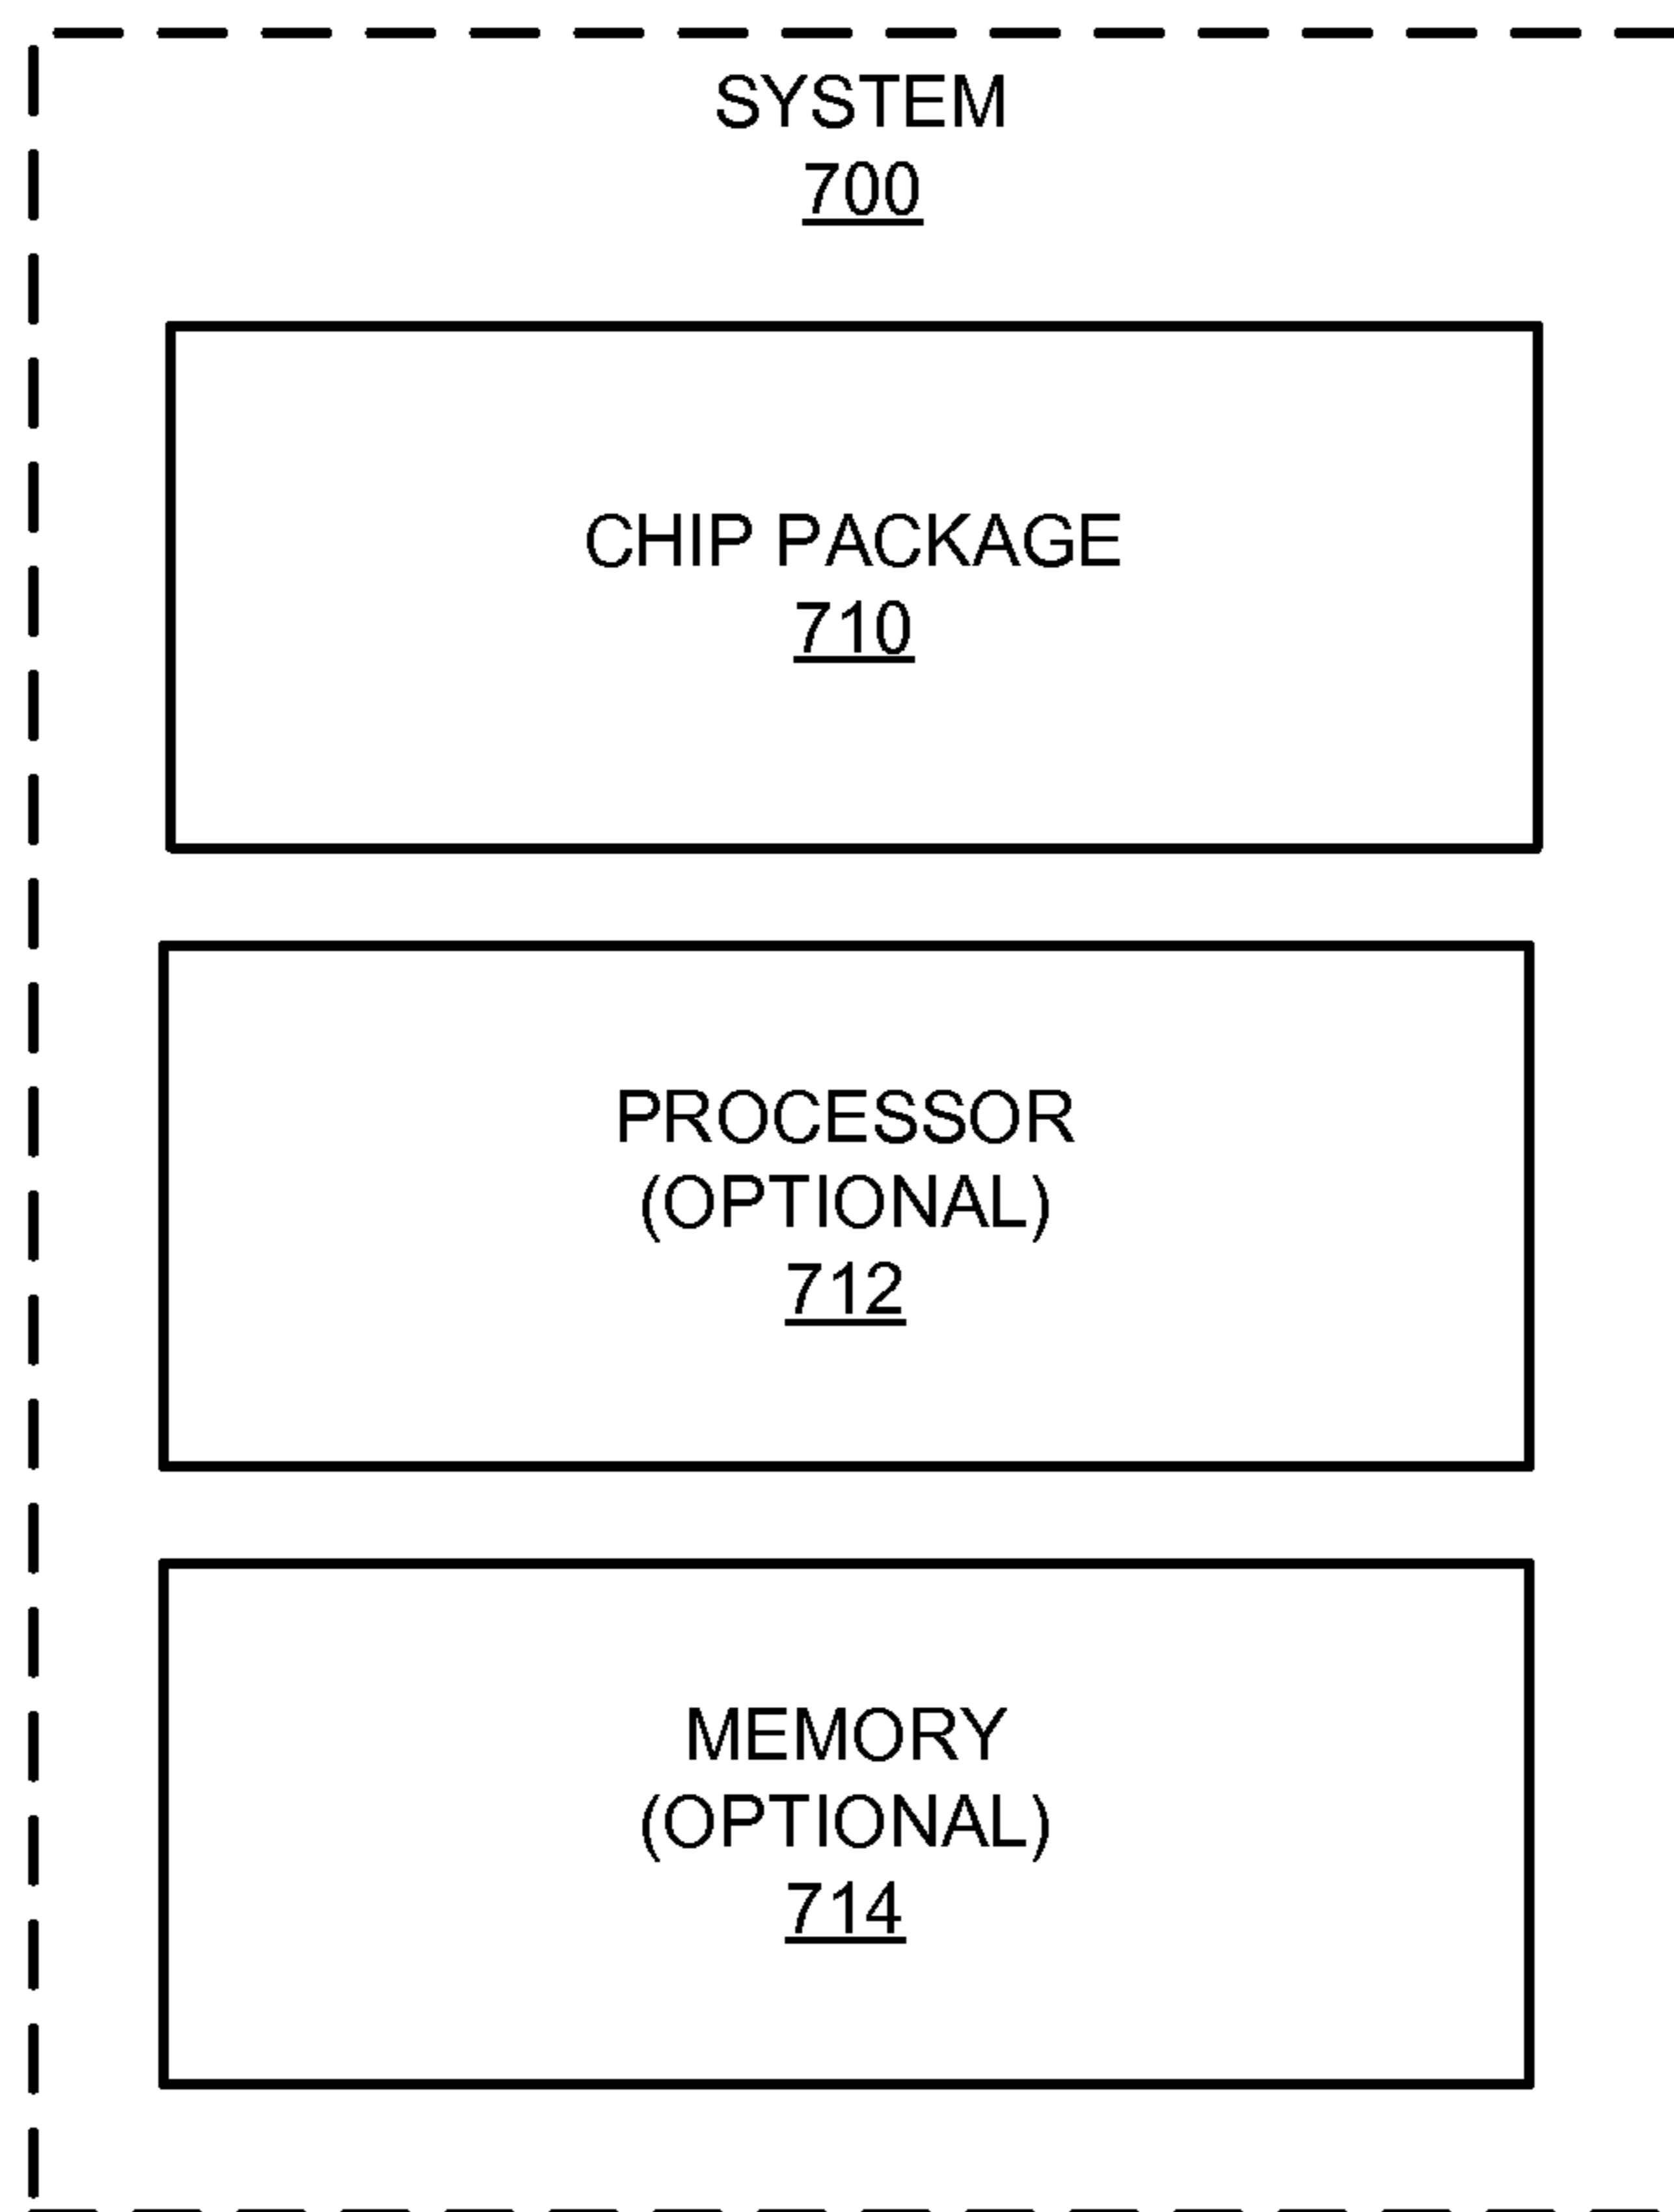 SYSTEM
700
CHIP PACKAGE
710
PROCESSOR
(OPTIONAL)
712
MEMORY
(OPTIONAL)
714